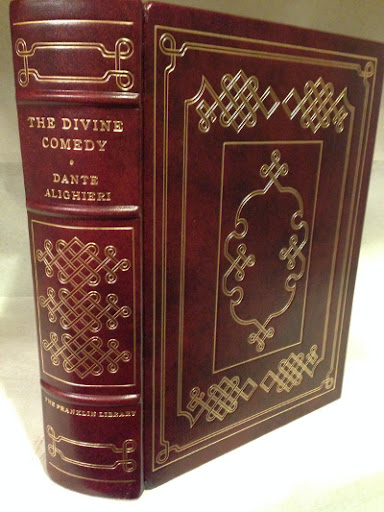 THE DIVINE
COMEDY
DANTE
ALIGHIERI
THE FRANKLIN LIBRARY